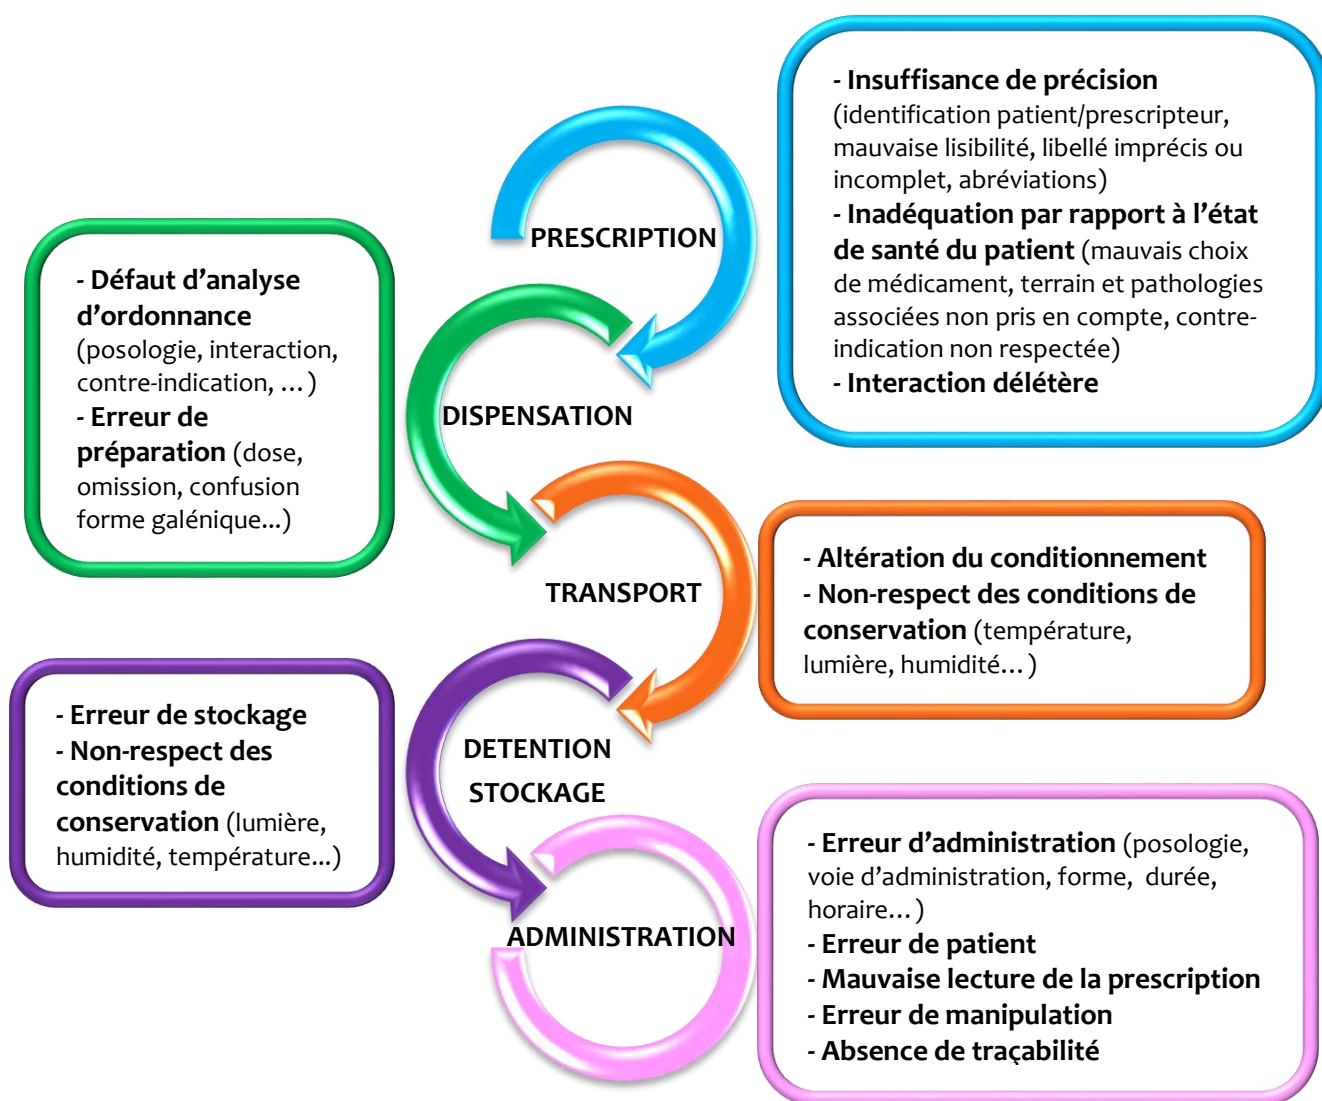 PRESCRIPTION
- Insuffisance de précision
(identification patient/prescripteur,
mauvaise lisibilité, libellé imprécis ou
incomplet, abréviations)
- Inadéquation par rapport à l’état
de santé du patient (mauvais choix
de médicament, terrain et pathologies
associées non pris en compte, contre-
indication non respectée)
- Interaction délétère
DISPENSATION
- Défaut d’analyse
d’ordonnance
(posologie, interaction,
contre-indication, …)
- Erreur de
préparation (dose,
omission, confusion
forme galénique...)
TRANSPORT
- Altération du conditionnement
- Non-respect des conditions de
conservation (température,
lumière, humidité…)
DETENTION
STOCKAGE
- Erreur de stockage
- Non-respect des
conditions de
conservation (lumière,
humidité, température...)
ADMINISTRATION
- Erreur d’administration (posologie,
voie d’administration, forme, durée,
horaire…)
- Erreur de patient
- Mauvaise lecture de la prescription
- Erreur de manipulation
- Absence de traçabilité